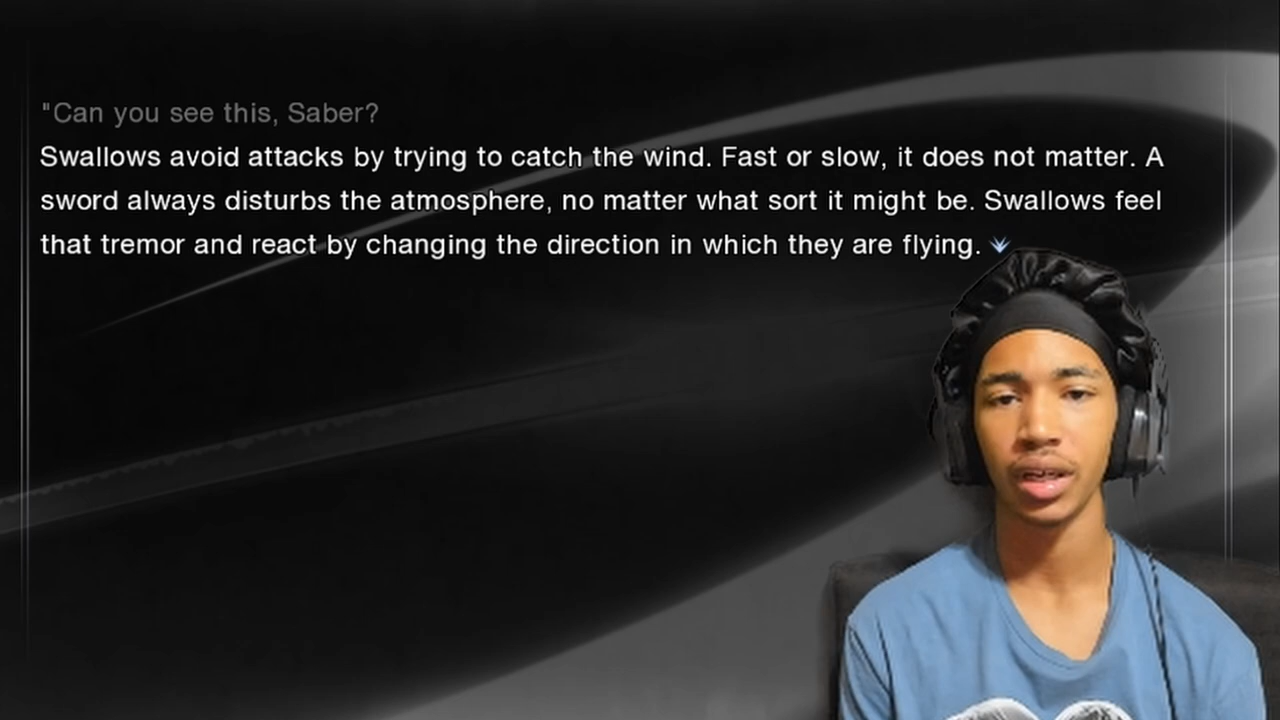 "Can you see this, Saber?
Swallows avoid attacks by trying to catch the wind. Fast or slow, it does not matter. A
sword always disturbs the atmosphere, no matter what sort it might be. Swallows feel
that tremor and react by changing the direction in which they are flying.